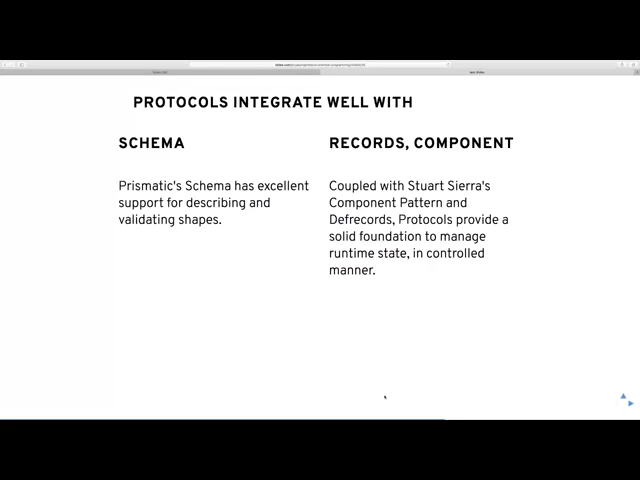 PROTOCOLS INTEGRATE WELL WITH
SCHEMA
Prismatic's Schema has excellent
support for describing and
validating shapes.
RECORDS, COMPONENT
Coupled with Stuart Sierra's
Component Pattern and
Defrecords, Protocols provide a
solid foundation to manage
runtime state, in controlled
manner.